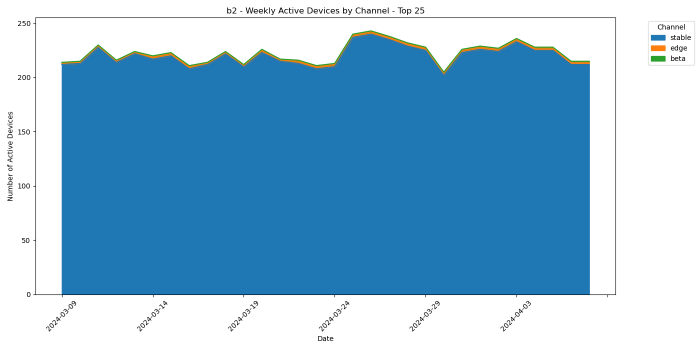 b2 - Weekly Active Devices by Channel - Top 25
Channel
stable
edge
beta
Number of Active Devices
250
200
150
100
50
0
2024-03-09
2024-03-14
2024-03-19
2024-03-24
2024-03-29
2024-04-03
Date